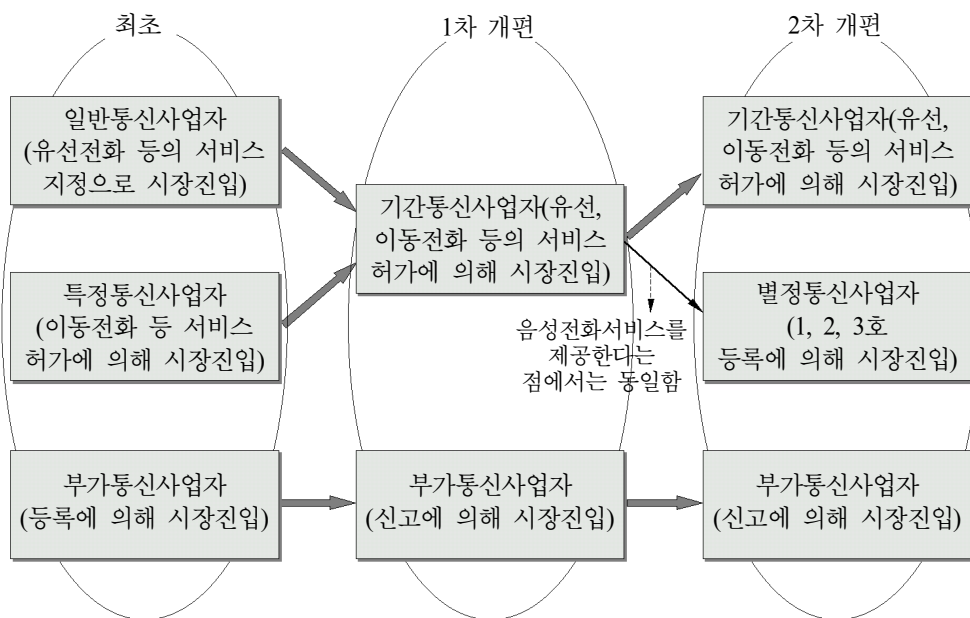 최초
일반통신사업자
(유선전화 등의 서비스
지정으로 시장진입)
특정통신사업자
(이동전화 등 서비스
허가에 의해 시장진입)
부가통신사업자
(등록에 의해 시장진입)
1차 개편
기간통신사업자(유선,
이동전화 등의 서비스
허가에 의해 시장진입)
음성전화서비스를
제공한다는
점에서는 동일함
부가통신사업자
(신고에 의해 시장진입)
2차 개편
기간통신사업자(유선,
이동전화 등의 서비스
허가에 의해 시장진입)
별정통신사업자
(1, 2, 3호
등록에 의해 시장진입)
부가통신사업자
(신고에 의해 시장진입)